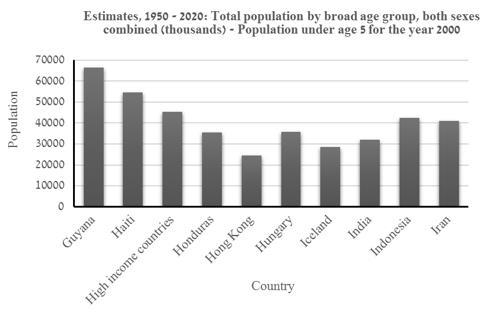 Estimates, 1950 - 2020: Total population by broad age group, both sexes
combined (thousands) - Population under age 5 for the year 2000
Population
70000
60000
50000
40000
30000
20000
10000
0
Guyana
Haiti
High income countries
Honduras
Hong Kong
Hungary
Iceland
India
Indonesia
Iran
Country